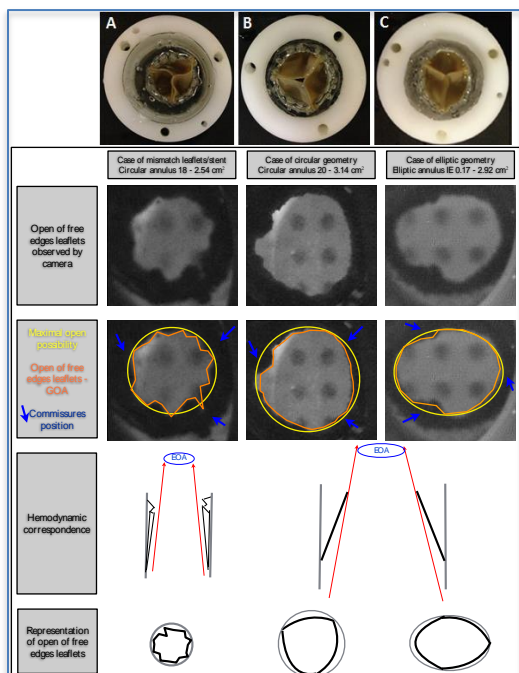 A
B
C
Case of mismatch leaflets/stent
Circular annulus 18 - 2.54 cm²
Case of circular geometry
Circular annulus 20 - 3.14 cm²
Case of elliptic geometry
Elliptic annulus IE 0.17 - 2.92 cm²
Open of free
edges leaflets
observed by
camera
Maxima open
possibility
Open of free
edges leaflets -
GOA
Commissures
position
Hemodynamic
correspondence
EOA
EOA
Representation
of open of free
edges leaflets